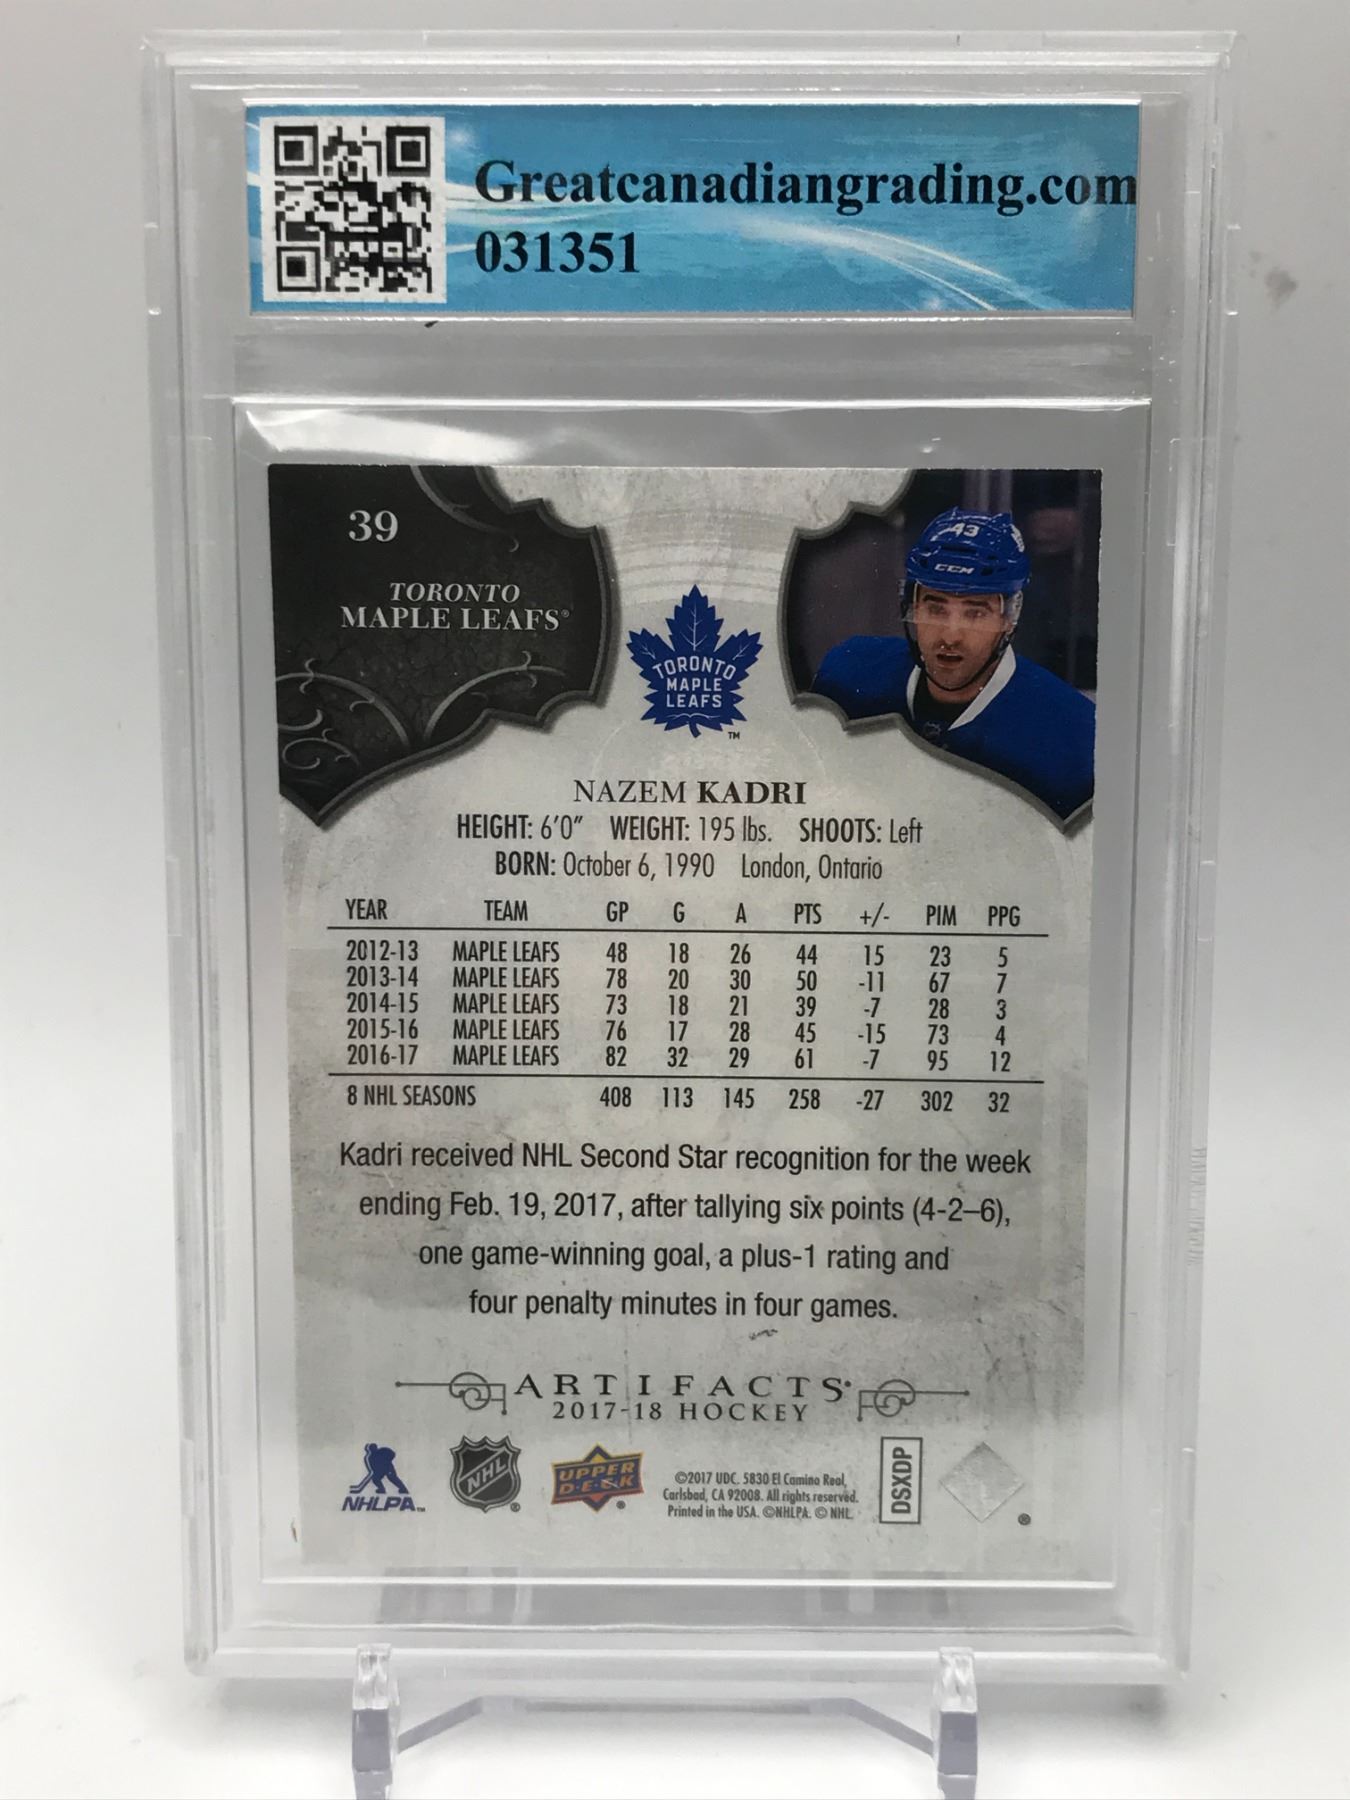 Greatcanadiangrading.com
031351
39
TORONTO
MAPLE LEAFS®
43
CCM
TORONTO
MAPLE
LEAFS
TM
NAZEM KADRI
HEIGHT: 6'0" WEIGHT: 195 lbs. SHOOTS: Left
BORN: October 6, 1990 London, Ontario
YEAR TEAM GP G A PTS +/- PIM PPG
2012-13 MAPLE LEAFS 48 18 26 44 15 23 5
2013-14 MAPLE LEAFS 78 20 30 50 -11 67 7
2014-15 MAPLE LEAFS 73 18 21 39 -7 28 3
2015-16 MAPLE LEAFS 76 17 28 45 -15 73 4
2016-17 MAPLE LEAFS 82 32 29 61 -7 95 12
8 NHL SEASONS 408 113 145 258 -27 302 32
Kadri received NHL Second Star recognition for the week
ending Feb. 19, 2017, after tallying six points (4-2–6),
one game-winning goal, a plus-1 rating and
four penalty minutes in four games.
ARTIFACTS
2017-18 HOCKEY
NHLPA™
NHL®
UPPER
DECK®
©2017 UDC. 5830 El Camino Real,
Carlsbad, CA 92008. All rights reserved.
Printed in the USA. ©NHLPA. © NHL.
DSXDP
®